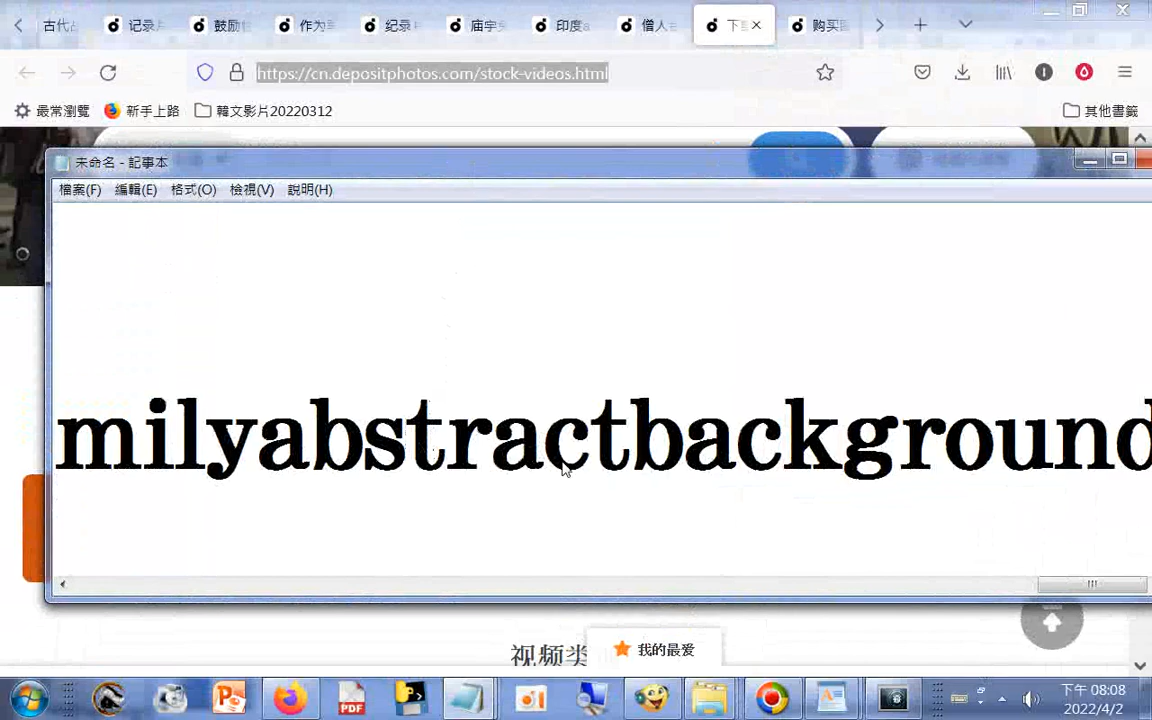 古代
记录
鼓励
作为
纪录
庙宇
印度
僧人
下
购买
https://cn.depositphotos.com/stock-videos.html
最常瀏覽
新手上路
韓文影片20220312
其他書籤
未命名 - 記事本
檔案(F) 編輯(E) 格式(O) 檢視(V) 說明(H)
milyabstractbackground
视频类
我的最爱
下午 08:08
2022/4/2